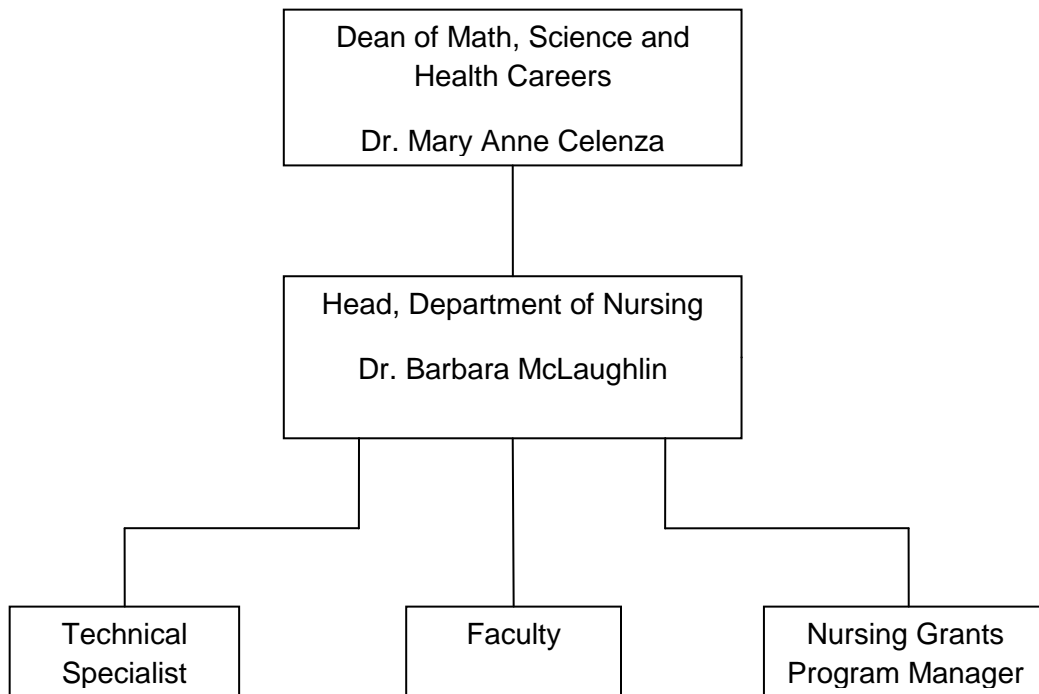 Dean of Math, Science and
Health Careers
Dr. Mary Anne Celenza
Head, Department of Nursing
Dr. Barbara McLaughlin
Technical
Specialist
Faculty
Nursing Grants
Program Manager